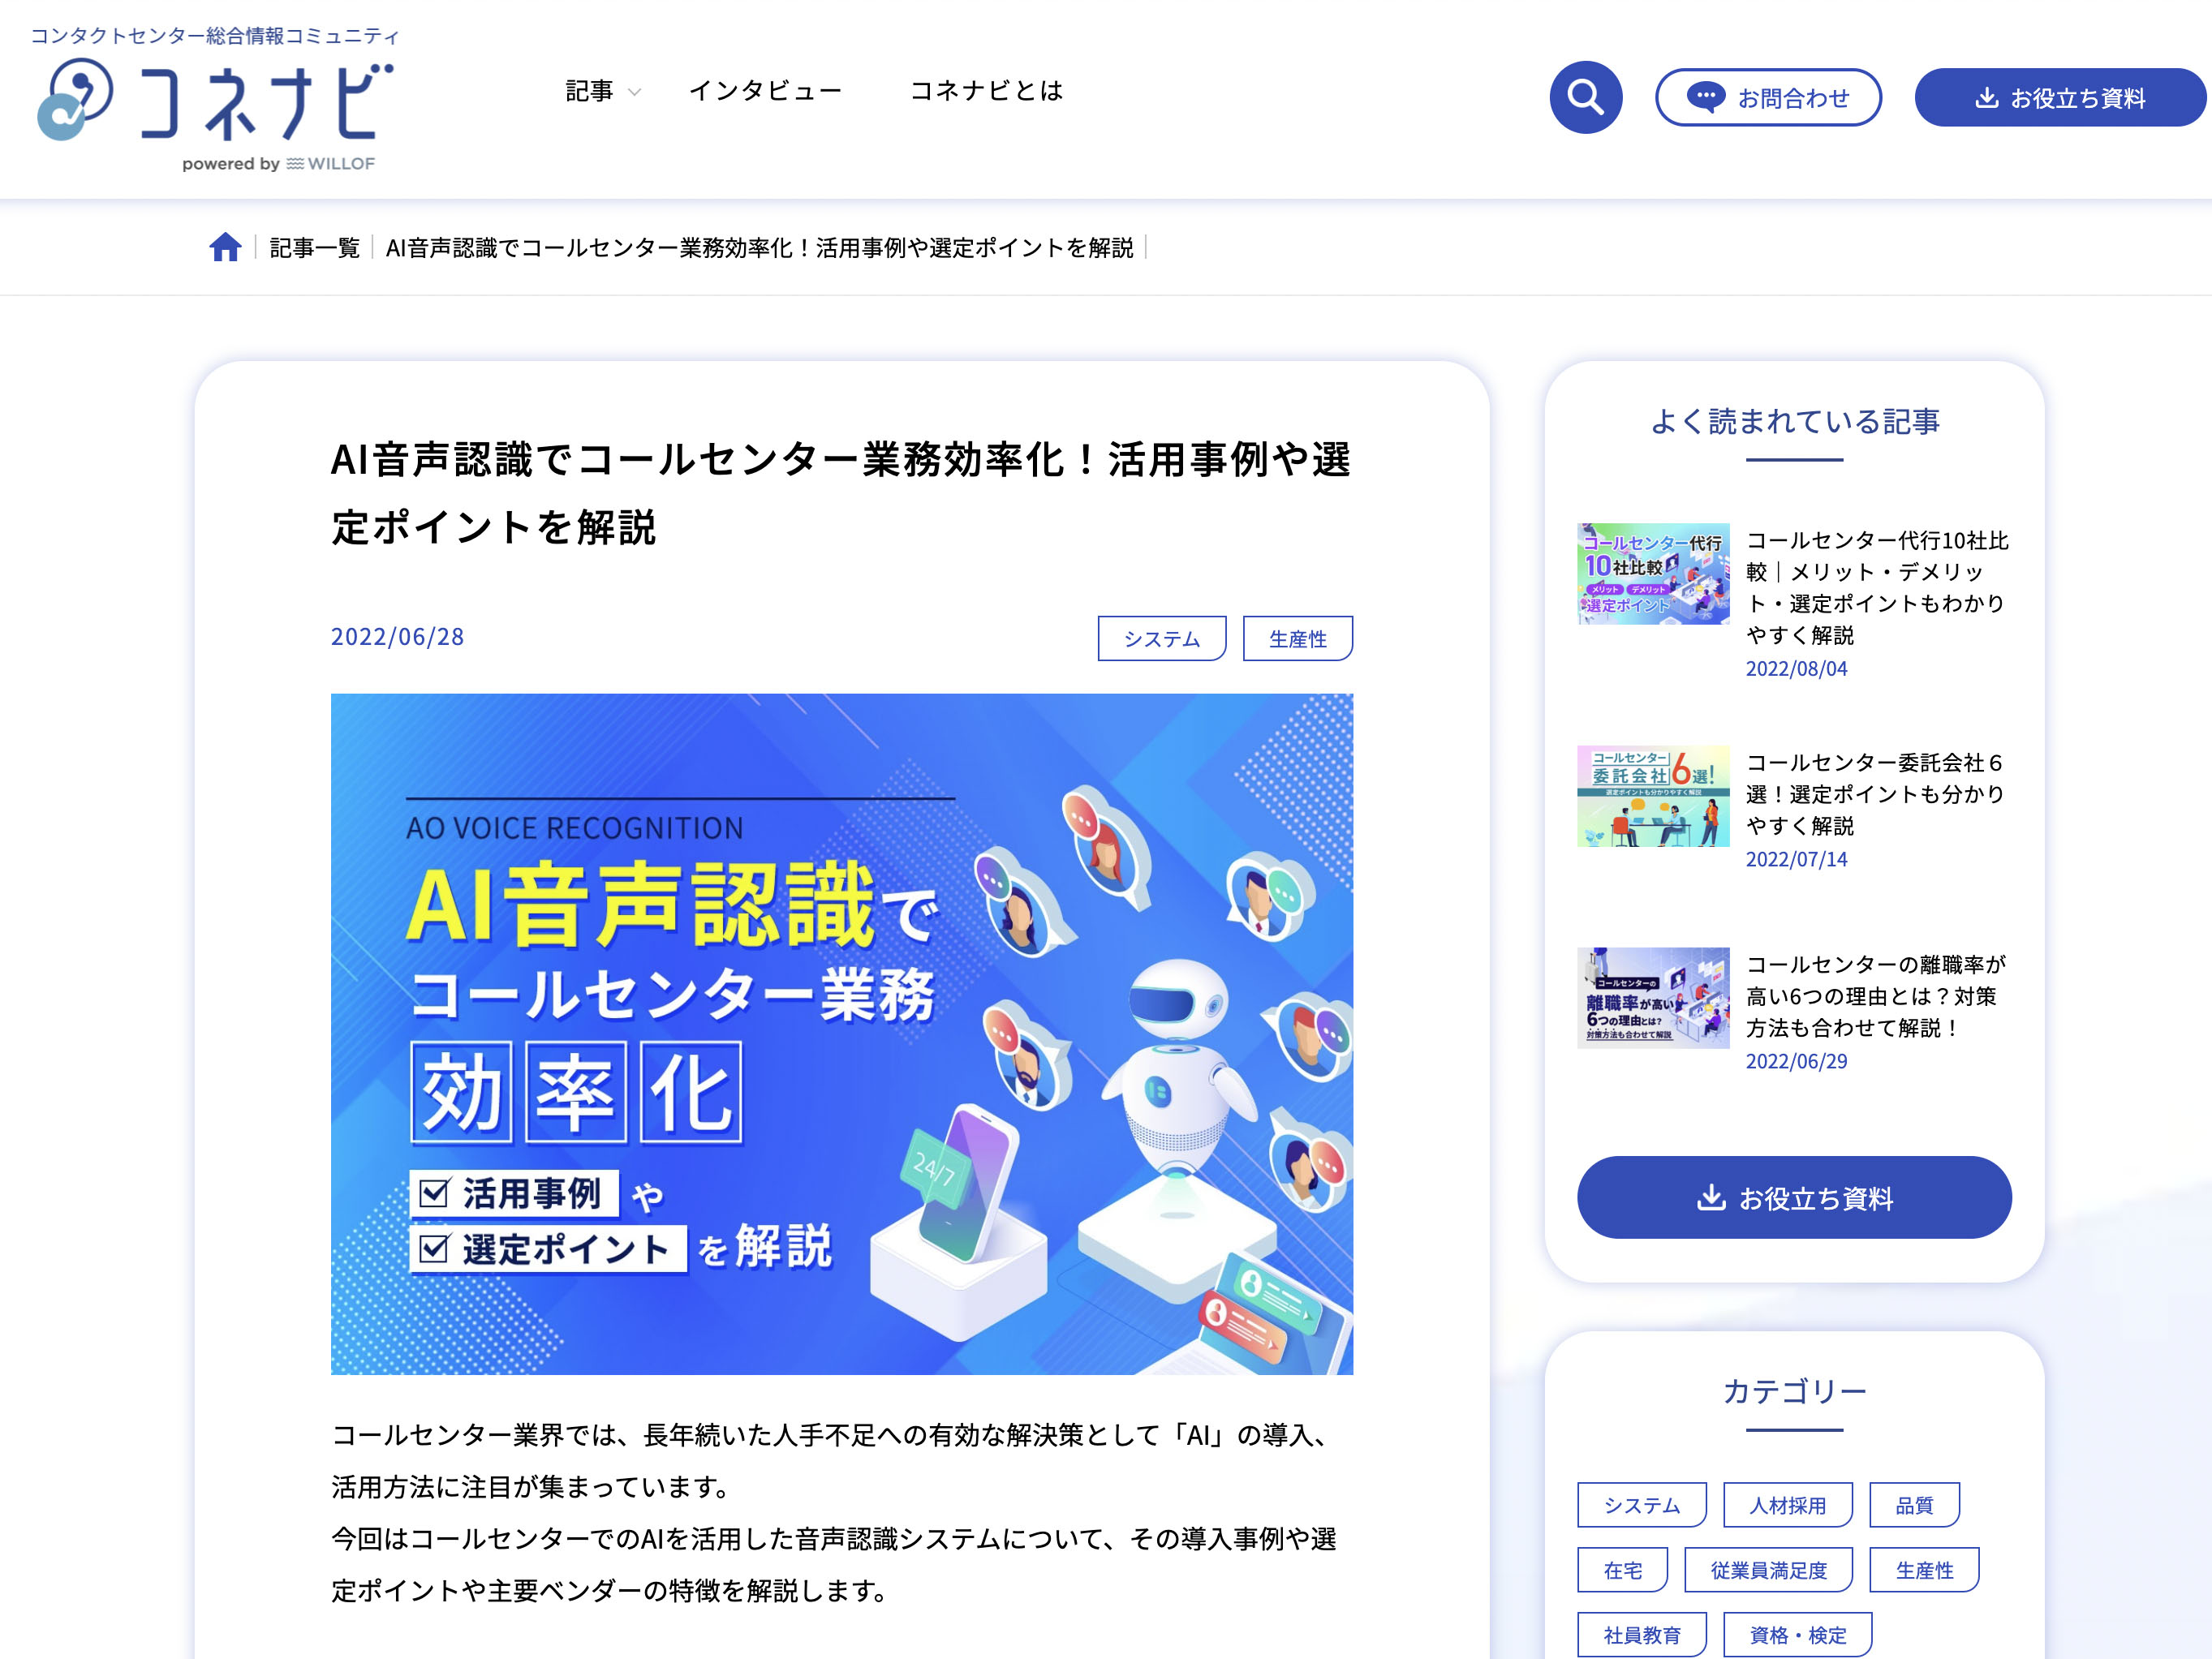 コンタクトセンター総合情報コミュニティ
コネナビ
powered by WILLOF
記事
インタビュー
コネナビとは
お問合わせ
お役立ち資料
記事一覧
AI音声認識でコールセンター業務効率化！活用事例や選定ポイントを解説
AI音声認識でコールセンター業務効率化！活用事例や選
定ポイントを解説
2022/06/28
システム
生産性
AO VOICE RECOGNITION
AI音声認識で
コールセンター業務
効率化
活用事例や
選定ポイントを解説
24/7
コールセンター業界では、長年続いた人手不足への有効な解決策として「AI」の導入、
活用方法に注目が集まっています。
今回はコールセンターでのAIを活用した音声認識システムについて、その導入事例や選
定ポイントや主要ベンダーの特徴を解説します。
よく読まれている記事
コールセンター代行
10社比較
メリット デメリット
選定ポイント
コールセンター代行10社比
較｜メリット・デメリッ
ト・選定ポイントもわかり
やすく解説
2022/08/04
コールセンター
委託会社6選!
選定ポイントも分かりやすく解説
コールセンター委託会社６
選！選定ポイントも分かり
やすく解説
2022/07/14
コールセンターの
離職率が高い
6つの理由とは?
対策方法も合わせて解説
コールセンターの離職率が
高い6つの理由とは？対策
方法も合わせて解説！
2022/06/29
お役立ち資料
カテゴリー
システム
人材採用
品質
在宅
従業員満足度
生産性
社員教育
資格・検定